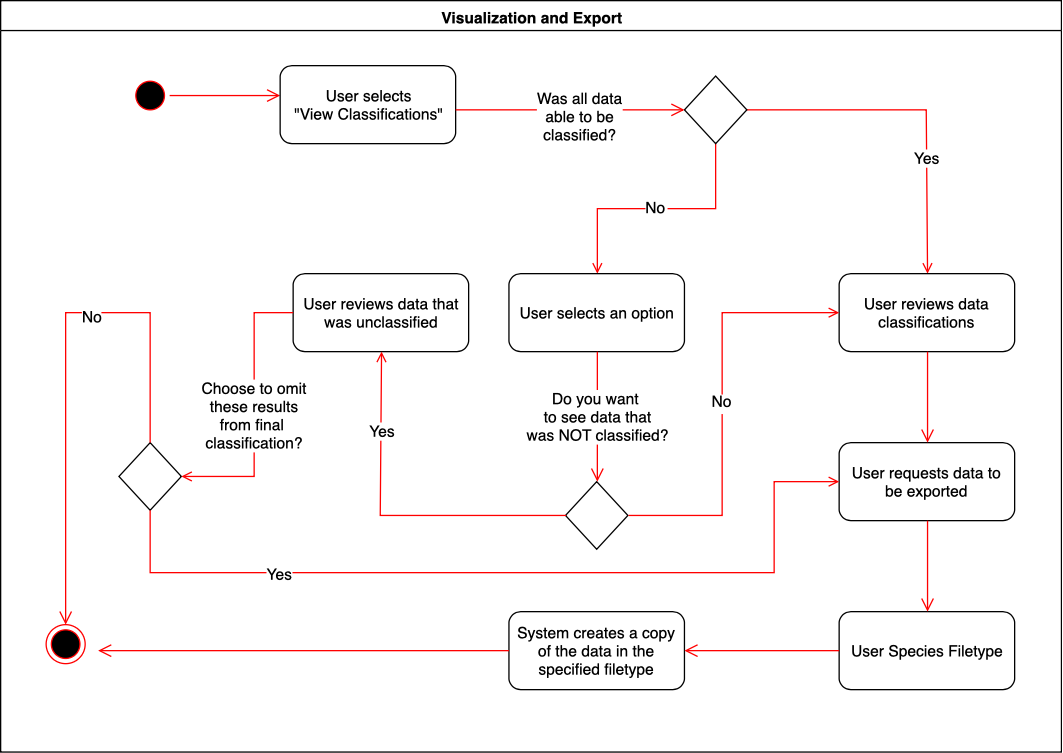 Visualization and Export
User selects
"View Classifications"
Was all data
able to be
classified?
Yes
No
User reviews data that
was unclassified
User selects an option
User reviews data
classifications
No
Choose to omit
these results
from final
classification?
Yes
Do you want
to see data that
was NOT classified?
No
User requests data to
be exported
Yes
System creates a copy
of the data in the
specified filetype
User Species Filetype